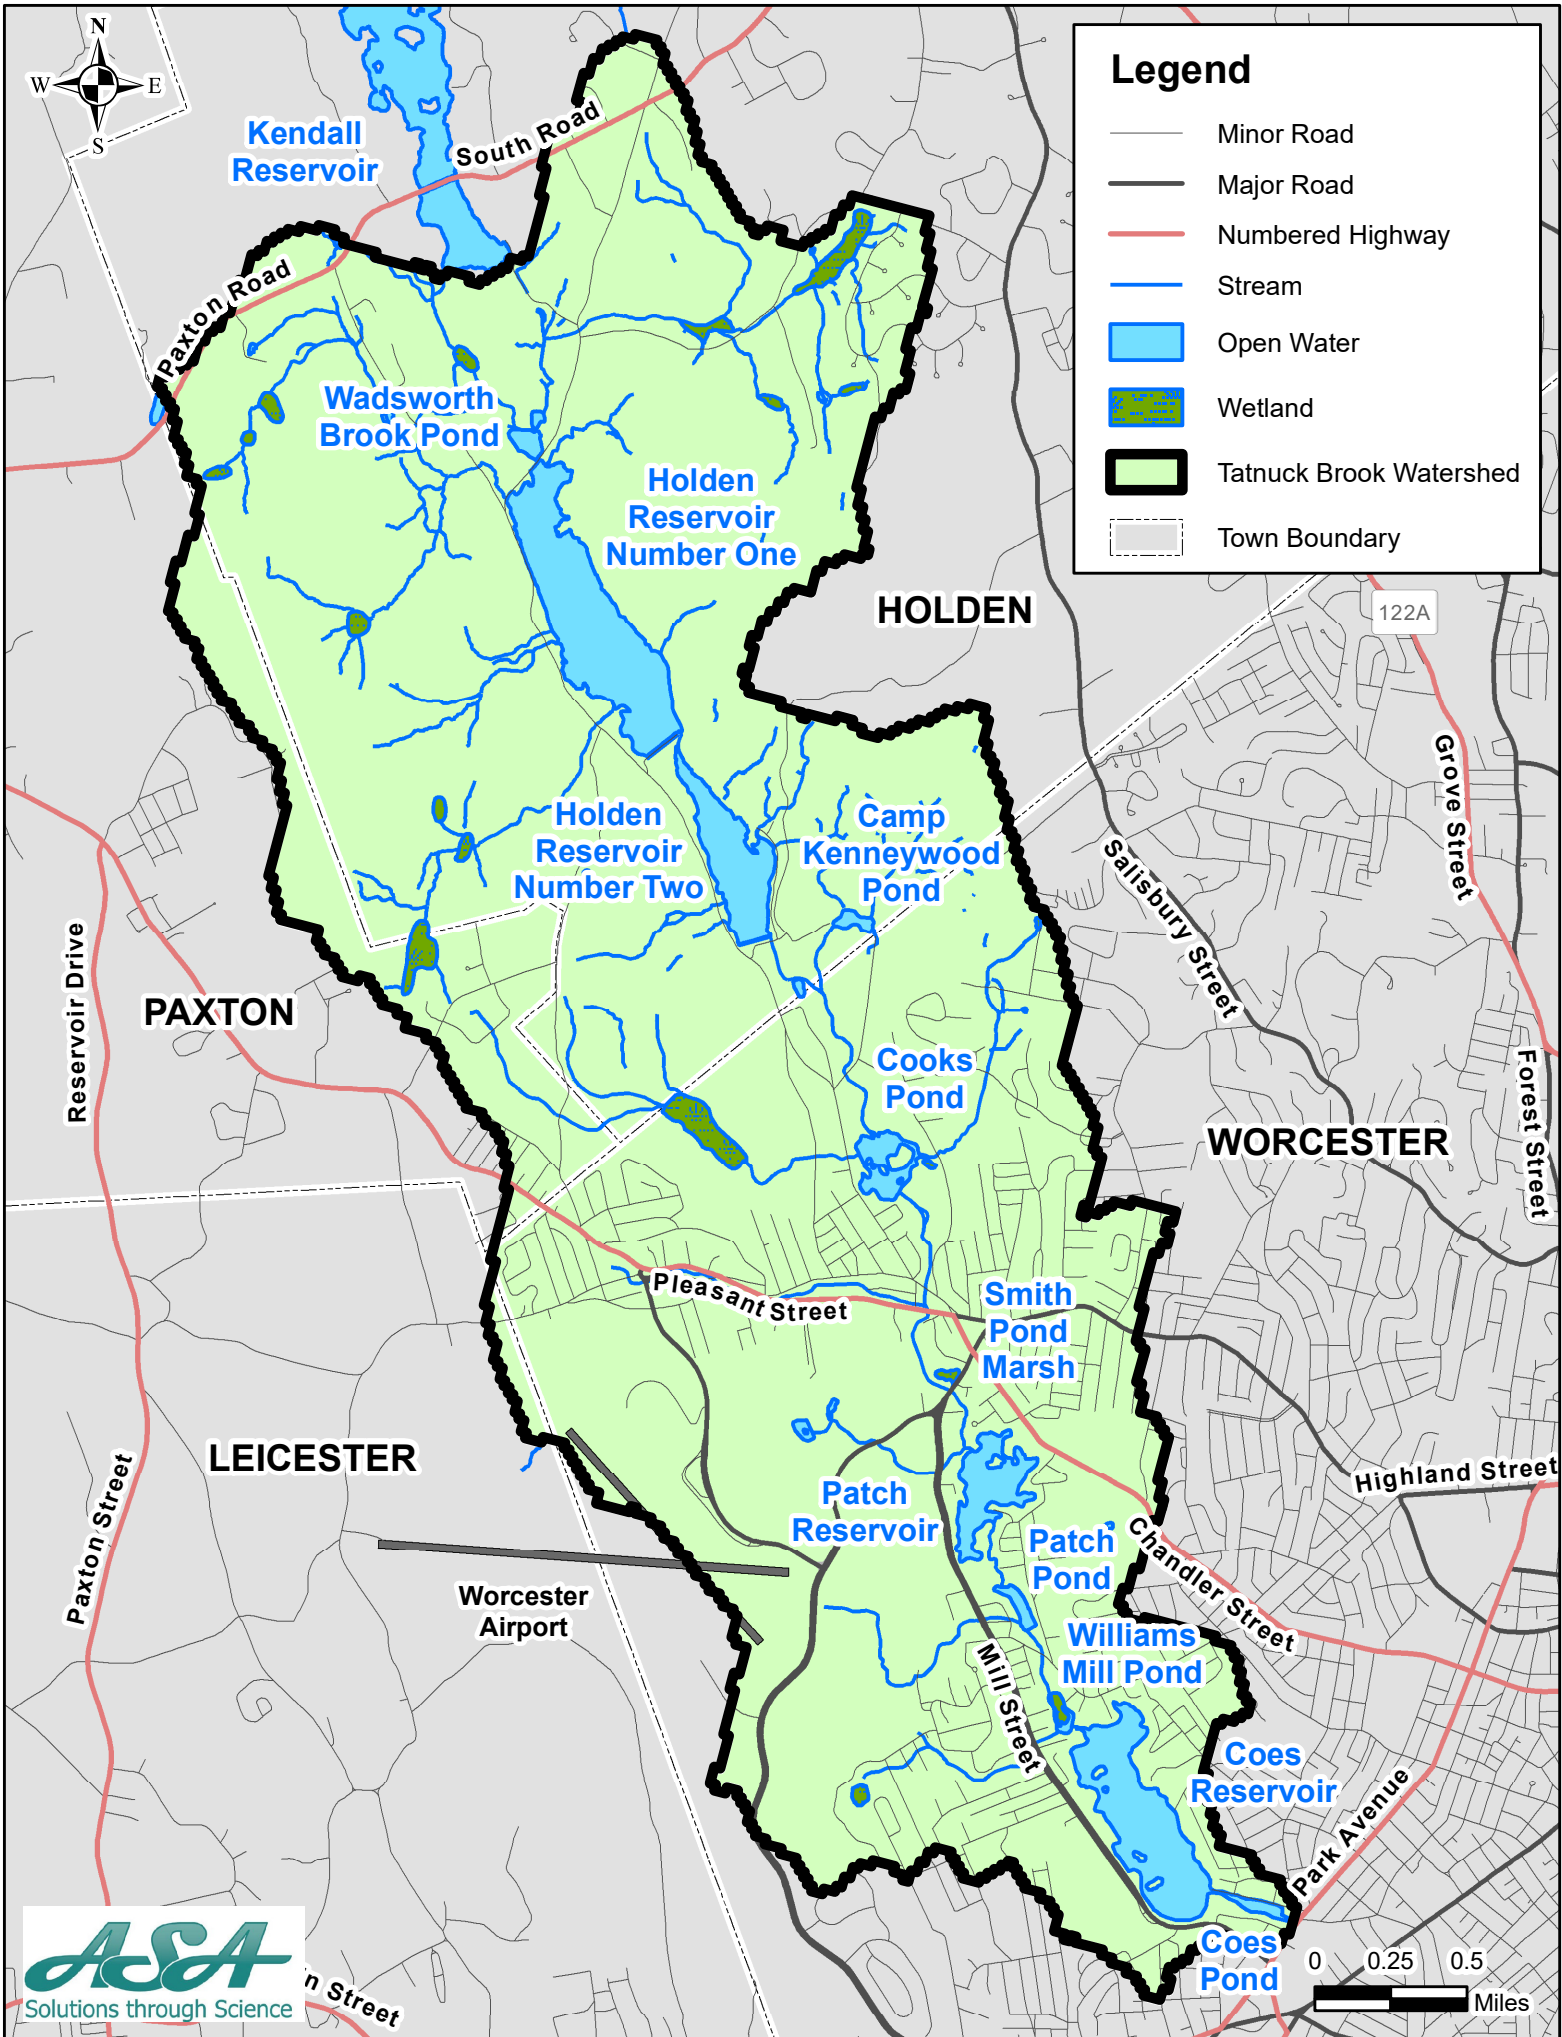 N
W
E
S
Legend
Minor Road
Major Road
Numbered Highway
Stream
Open Water
Wetland
Tatnuck Brook Watershed
Town Boundary
Kendall
Reservoir
South Road
Paxton Road
Wadsworth
Brook Pond
Holden
Reservoir
Number One
HOLDEN
122A
Grove Street
Holden
Reservoir
Number Two
Camp
Kenneywood
Pond
Salisbury Street
Reservoir Drive
PAXTON
Cooks
Pond
Forest Street
WORCESTER
Pleasant Street
Smith
Pond
Marsh
LEICESTER
Paxton Street
Highland Street
Patch
Reservoir
Patch
Pond
Chandler Street
Worcester
Airport
Williams
Mill Pond
Mill Street
Coes
Reservoir
Park Avenue
Coes
Pond
0 0.25 0.5
Miles
ASA
Solutions through Science
n Street